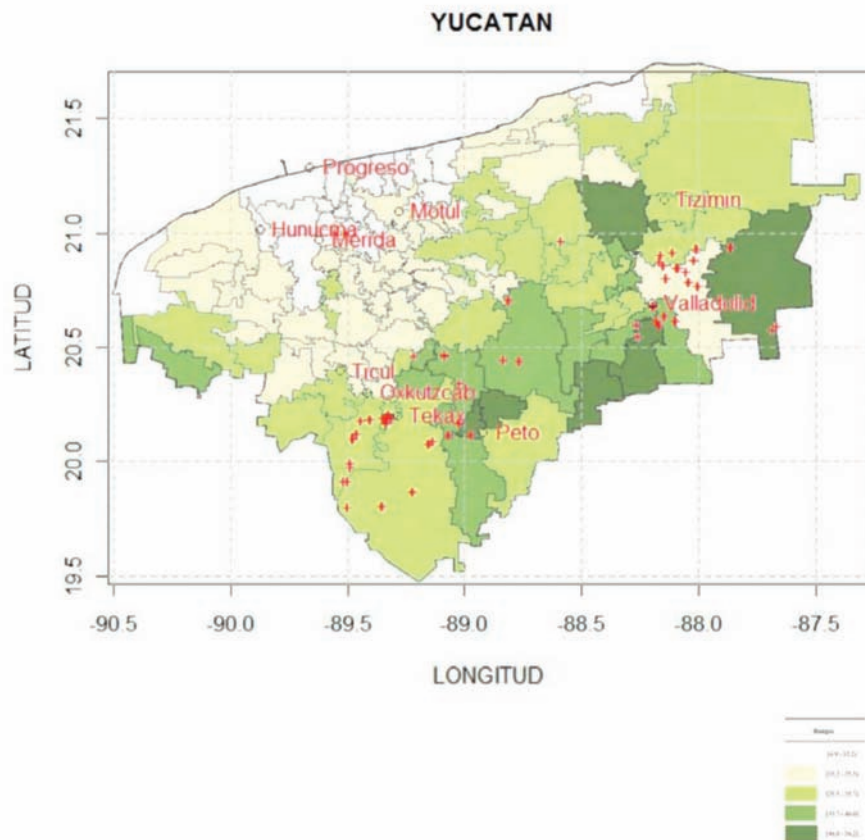 YUCATAN
21.5
21.0
20.5
20.0
19.5
LATITUD
Progreso
Motul
Hunucma
Merida
Tizimin
Valladolid
Ticul
Oxkutzcab
Tekax
Peto
-90.5 -90.0 -89.5 -89.0 -88.5 -88.0 -87.5
LONGITUD